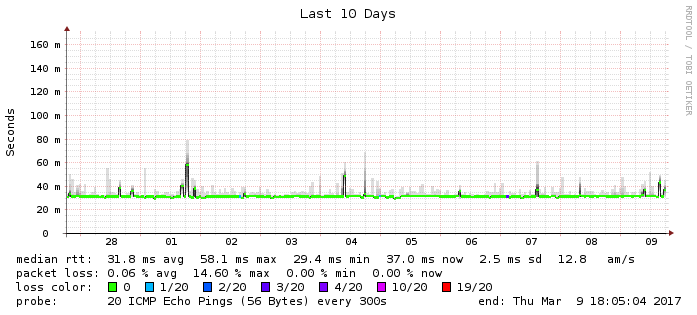 Last 10 Days
RRDTOOL / TOBI OETIKER
Seconds
160 m
140 m
120 m
100 m
80 m
60 m
40 m
20 m
0
28 01 02 03 04 05 06 07 08 09
median rtt: 31.8 ms avg 58.1 ms max 29.4 ms min 37.0 ms now 2.5 ms sd 12.8 am/s
packet loss: 0.06 % avg 14.60 % max 0.00 % min 0.00 % now
loss color: 0 1/20 2/20 3/20 4/20 10/20 19/20
probe: 20 ICMP Echo Pings (56 Bytes) every 300s end: Thu Mar 9 18:05:04 2017